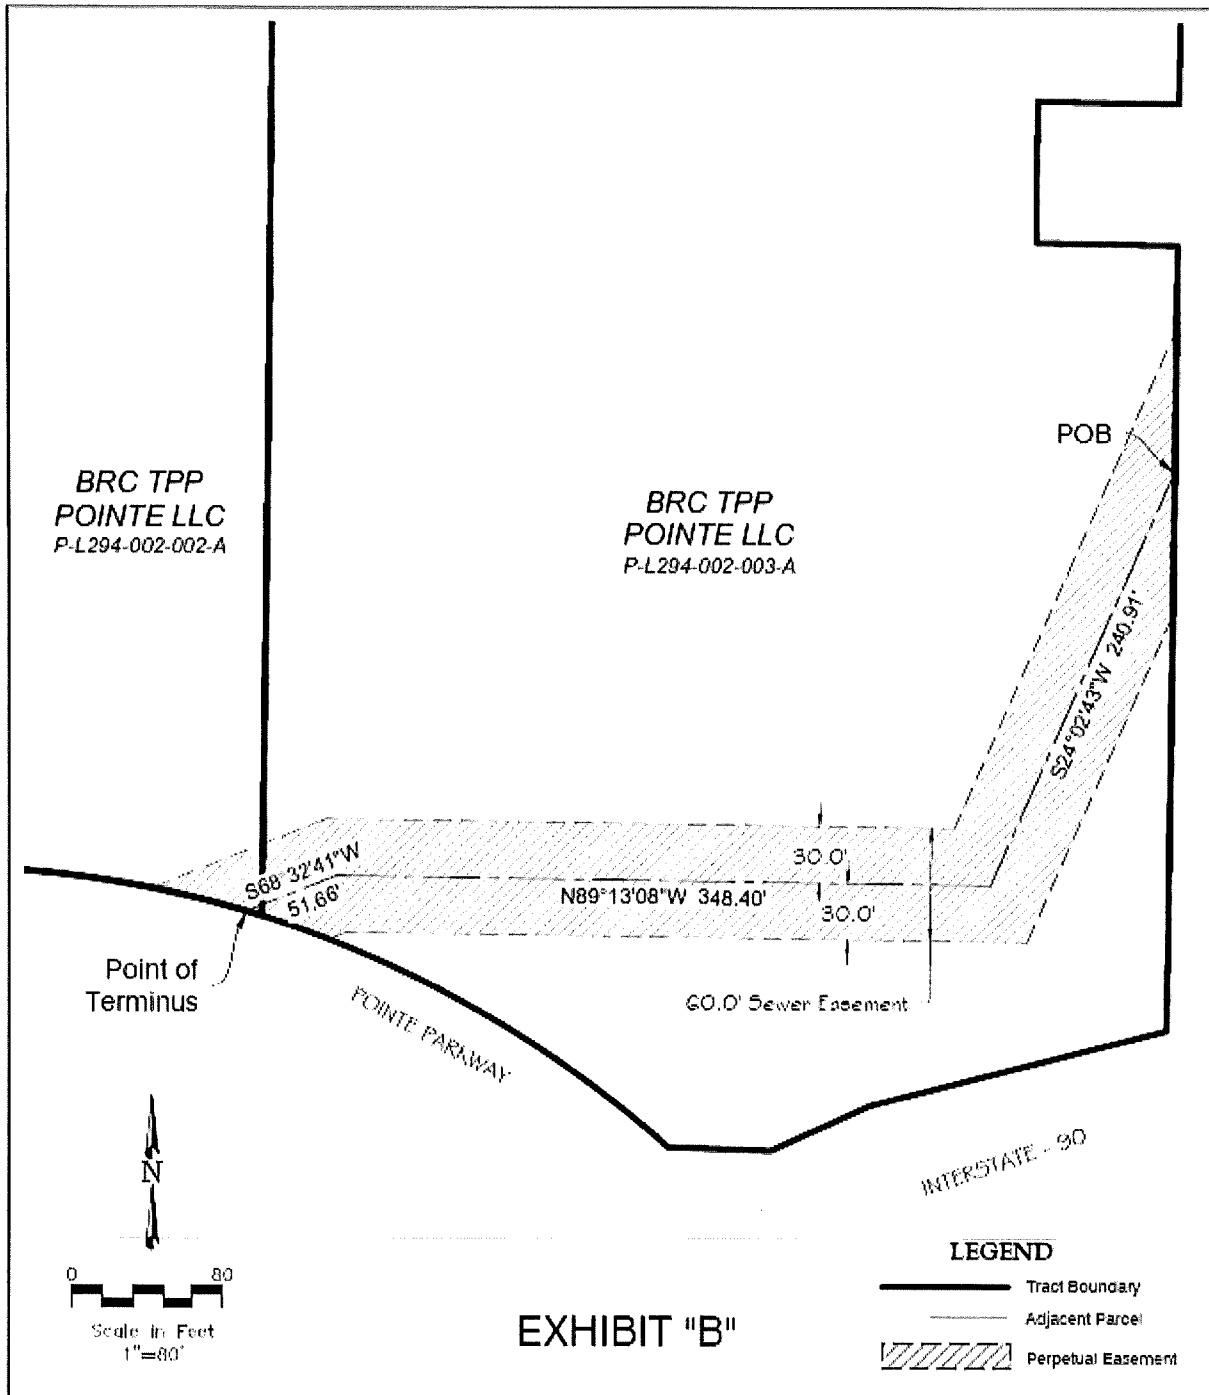 POB
BRC TPP
POINTE LLC
P-L294-002-002-A
BRC TPP
POINTE LLC
P-L294-002-003-A
S24°02'43"W 240.91'
S68°32'41"W
51.66'
30.0'
N89°13'08"W 348.40'
30.0'
Point of
Terminus
60.0' Sewer Easement
POINTE PARKWAY
INTERSTATE - 90
N
0 80
Scale in Feet
1"=80'
EXHIBIT "B"
LEGEND
Tract Boundary
Adjacent Parcel
Perpetual Easement